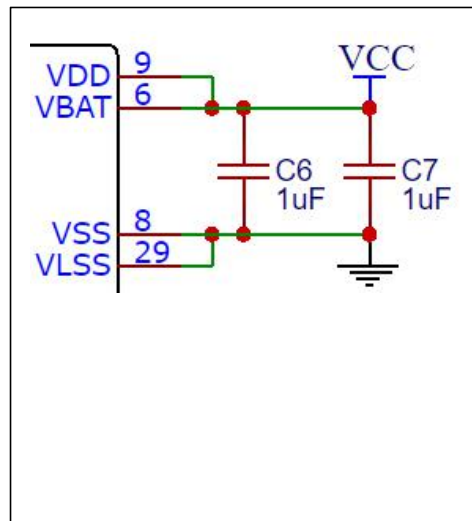 VCC
VDD 9
VBAT 6
C6 C7
1uF 1uF
VSS 8
VLSS 29